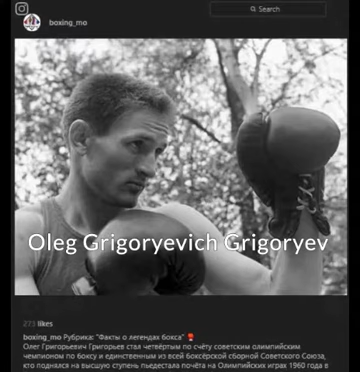 Search
boxing_mo
Oleg Grigoryevich Grigoryev
273 likes
boxing_mo Рубрика: "Факты о легендах бокса"
Олег Григорьевич Григорьев стал четвёртым по счёту советским олимпийским
чемпионом по боксу и единственным из всей боксёрской сборной Советского Союза,
кто поднялся на высшую ступень пьедестала почёта на Олимпийских играх 1960 года в